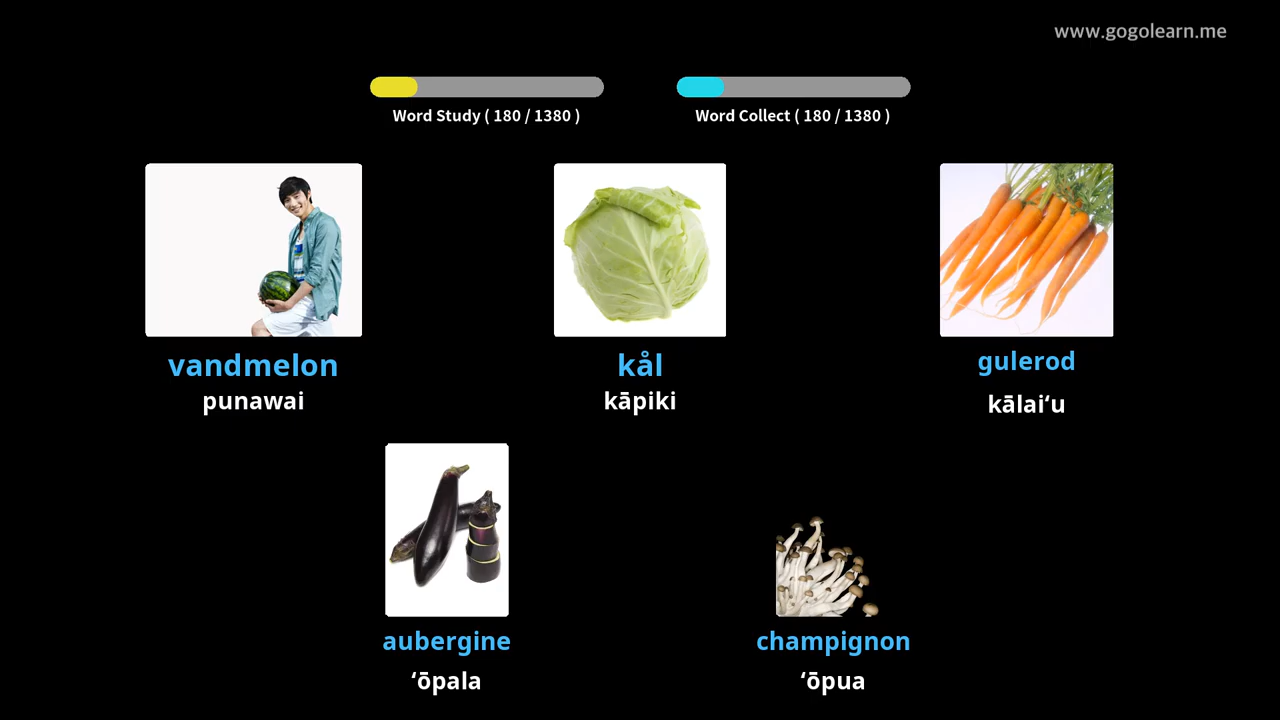 www.gogolearn.me
Word Study ( 180 / 1380 )
Word Collect ( 180 / 1380 )
vandmelon
kål
gulerod
punawai
kāpiki
kālaiʻu
aubergine
champignon
ʻōpala
ʻōpua